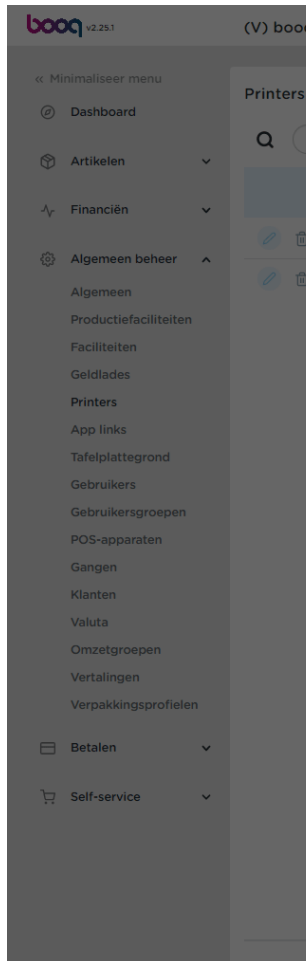 booq v2.25.1
(V) booq
« Minimaliseer menu
Dashboard
Printers
Artikelen
Financiën
Algemeen beheer
Algemeen
Productiefaciliteiten
Faciliteiten
Geldlades
Printers
App links
Tafelplattegrond
Gebruikers
Gebruikersgroepen
POS-apparaten
Gangen
Klanten
Valuta
Omzetgroepen
Vertalingen
Verpakkingsprofielen
Betalen
Self-service